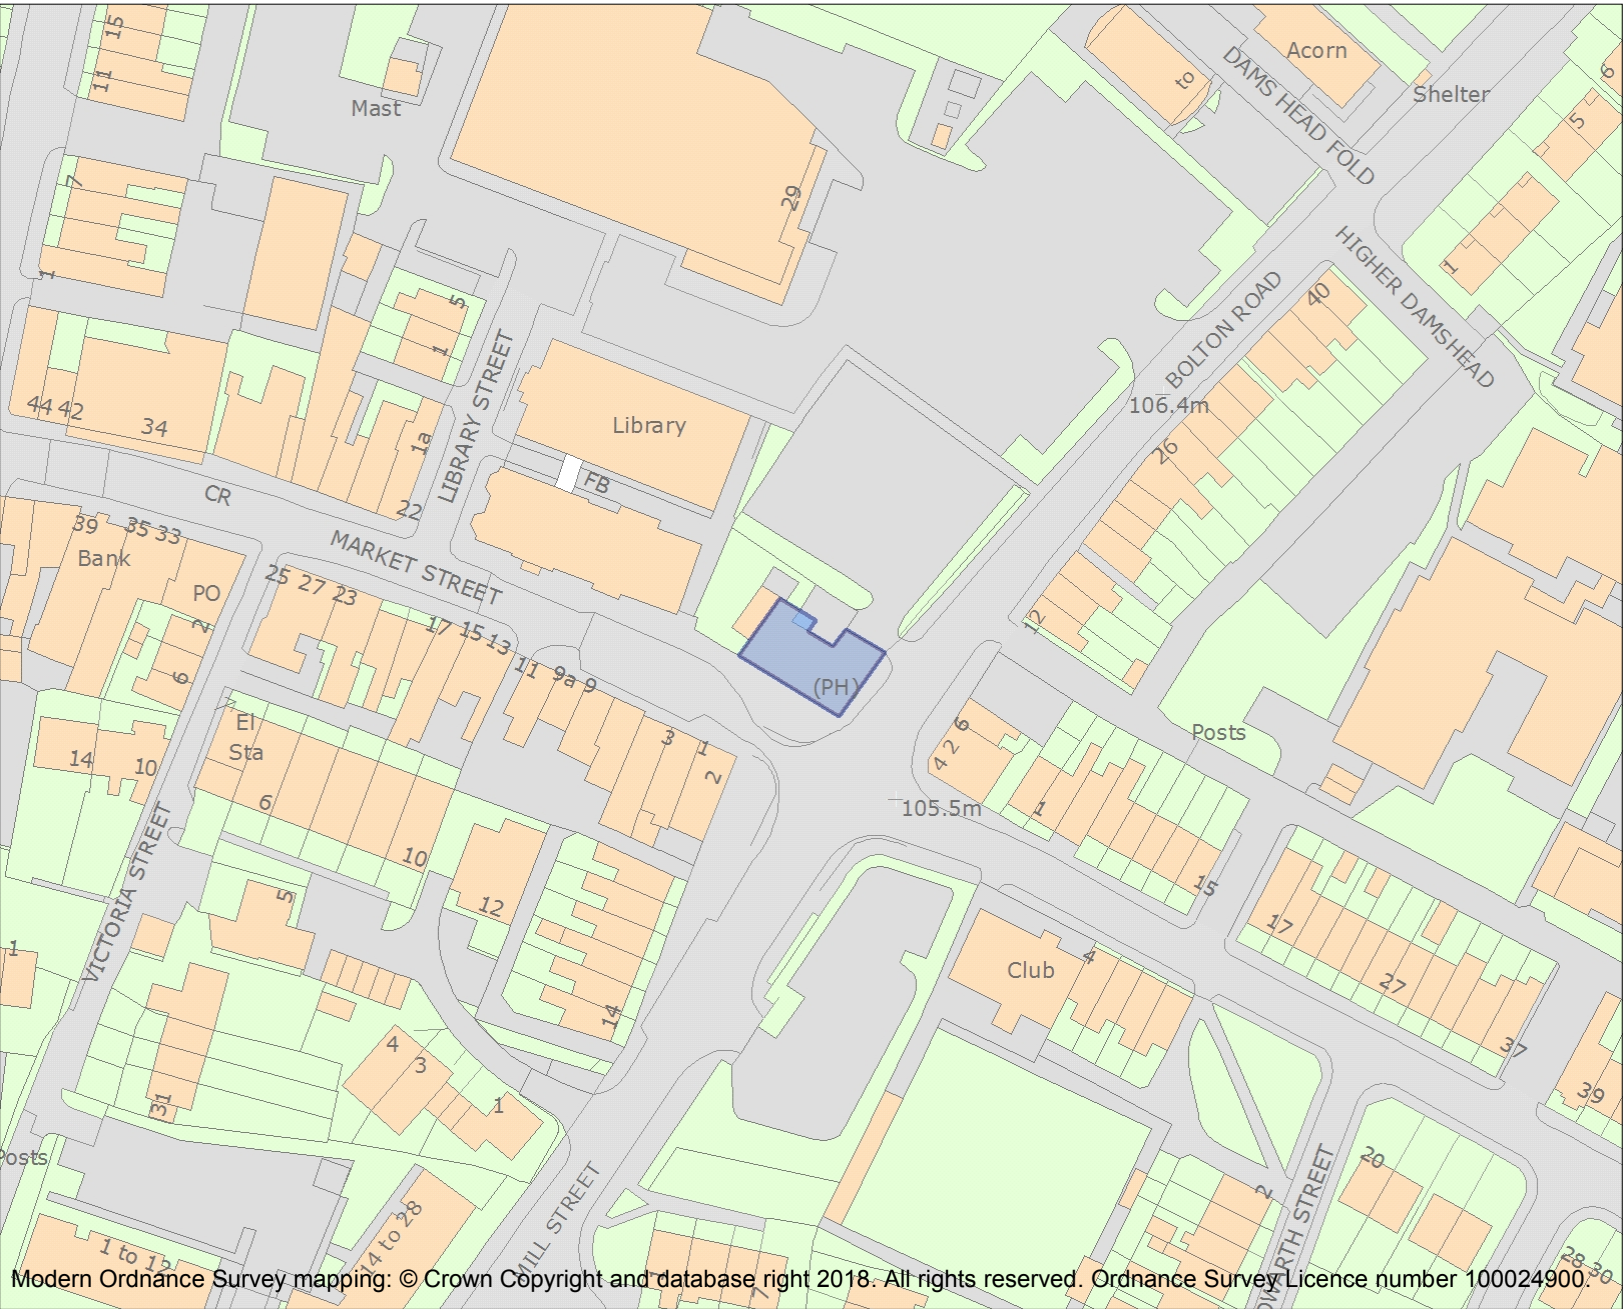 15
11
Mast
to
Acorn
DAMS HEAD FOLD
Shelter
6
5
7
29
1
HIGHER DAMSHEAD
1
5
1
LIBRARY STREET
BOLTON ROAD
40
106.4m
44 42
34
1a
22
Library
FB
26
CR
MARKET STREET
39
35 33
Bank
PO
2
6
25 27 23
17 15 13
11
9a 9
12
(PH)
3
1
2
El
Sta
14
10
6
10
12
5
VICTORIA STREET
1
6
4 2
105.5m
1
15
Posts
17
27
37
39
Club
4
14
4
3
1
31
Posts
1 to 12
14 to 28
MILL STREET
7
2
OWARTH STREET
20
28 30
Modern Ordnance Survey mapping: © Crown Copyright and database right 2018. All rights reserved. Ordnance Survey Licence number 100024900.